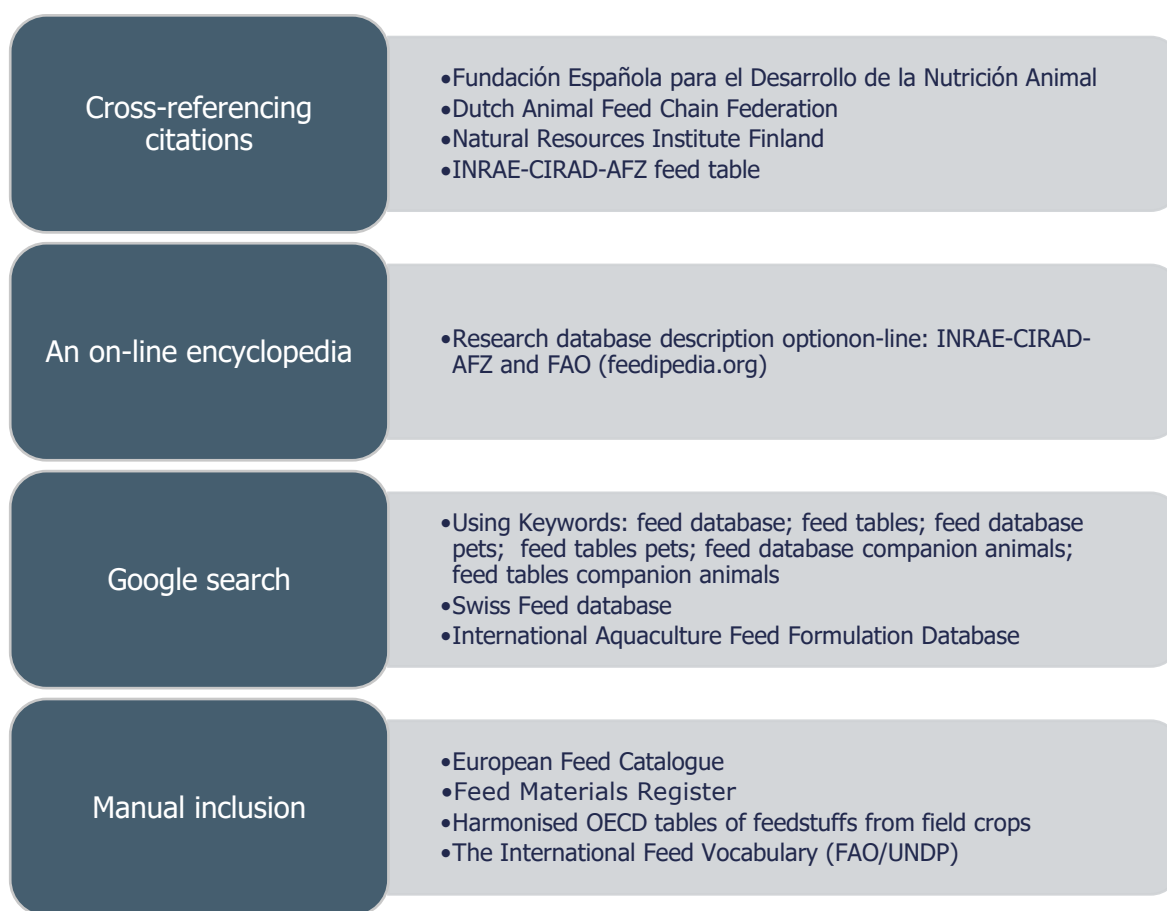 Cross-referencing
citations
•Fundación Española para el Desarrollo de la Nutrición Animal
•Dutch Animal Feed Chain Federation
•Natural Resources Institute Finland
•INRAE-CIRAD-AFZ feed table
An on-line encyclopedia
•Research database description optionon-line: INRAE-CIRAD-
AFZ and FAO (feedipedia.org)
Google search
•Using Keywords: feed database; feed tables; feed database
pets;  feed tables pets; feed database companion animals;
feed tables companion animals
•Swiss Feed database
•International Aquaculture Feed Formulation Database
Manual inclusion
•European Feed Catalogue
•Feed Materials Register
•Harmonised OECD tables of feedstuffs from field crops
•The International Feed Vocabulary (FAO/UNDP)